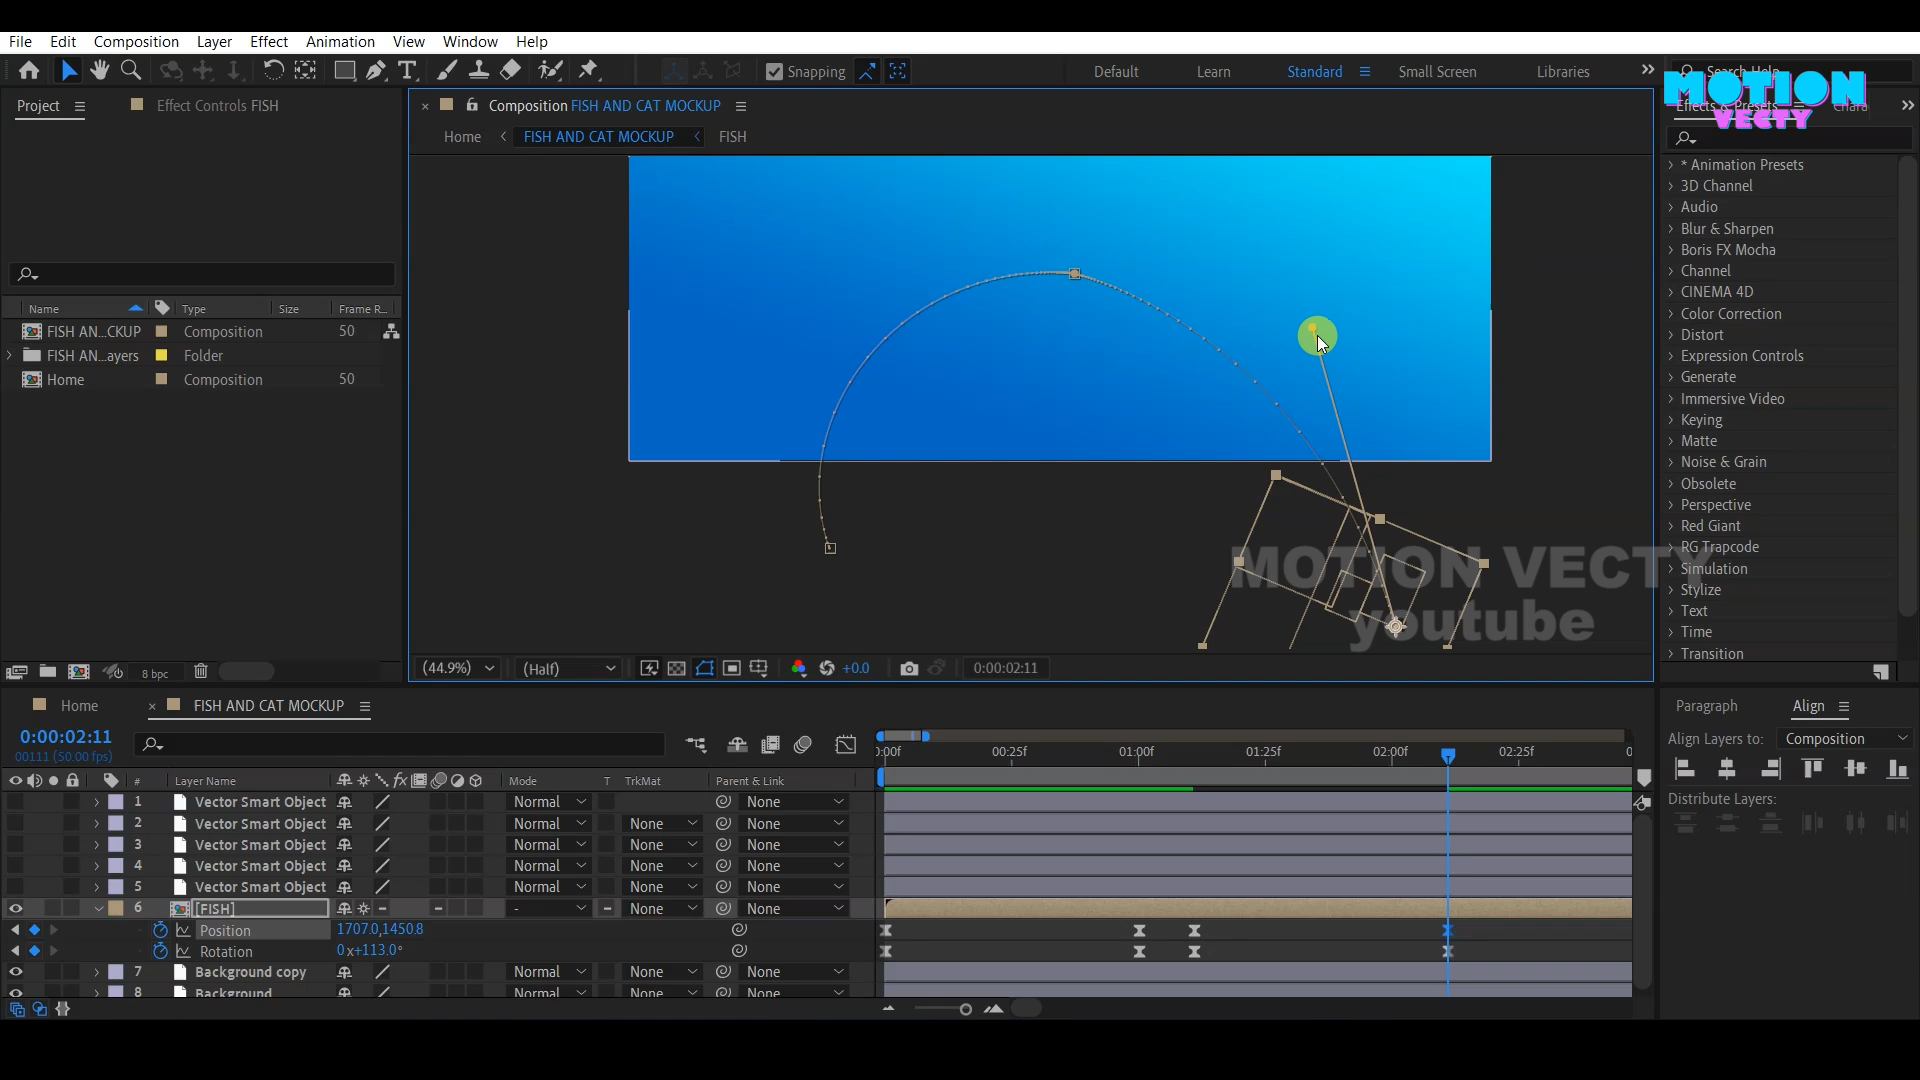 File Edit Composition Layer Effect Animation View Window Help
Snapping Default Learn Standard Small Screen Libraries Search Help
MOTION
VECTY
Project Effect Controls FISH
Composition FISH AND CAT MOCKUP
Effects & Presets Chara
Home FISH AND CAT MOCKUP FISH
Name Type Size Frame R...
FISH AN...CKUP Composition 50
FISH AN...ayers Folder
Home Composition 50
* Animation Presets
3D Channel
Audio
Blur & Sharpen
Boris FX Mocha
Channel
CINEMA 4D
Color Correction
Distort
Expression Controls
Generate
Immersive Video
Keying
Matte
Noise & Grain
Obsolete
Perspective
Red Giant
RG Trapcode
Simulation
Stylize
Text
Time
Transition
MOTION VECTY
youtube
8 bpc
(44.9%) (Half) +0.0 0:00:02:11
Home FISH AND CAT MOCKUP
Paragraph Align
0:00:02:11
00111 (50.00 fps)
Align Layers to: Composition
Distribute Layers:
0:00f 00:25f 01:00f 01:25f 02:00f 02:25f 0
# Layer Name Mode T TrkMat Parent & Link
1 Vector Smart Object Normal None
2 Vector Smart Object Normal None None
3 Vector Smart Object Normal None None
4 Vector Smart Object Normal None None
5 Vector Smart Object Normal None None
6 [FISH] - None
Position 1707.0,1450.8
Rotation 0x+113.0°
7 Background copy Normal None None
8 Background Normal None None